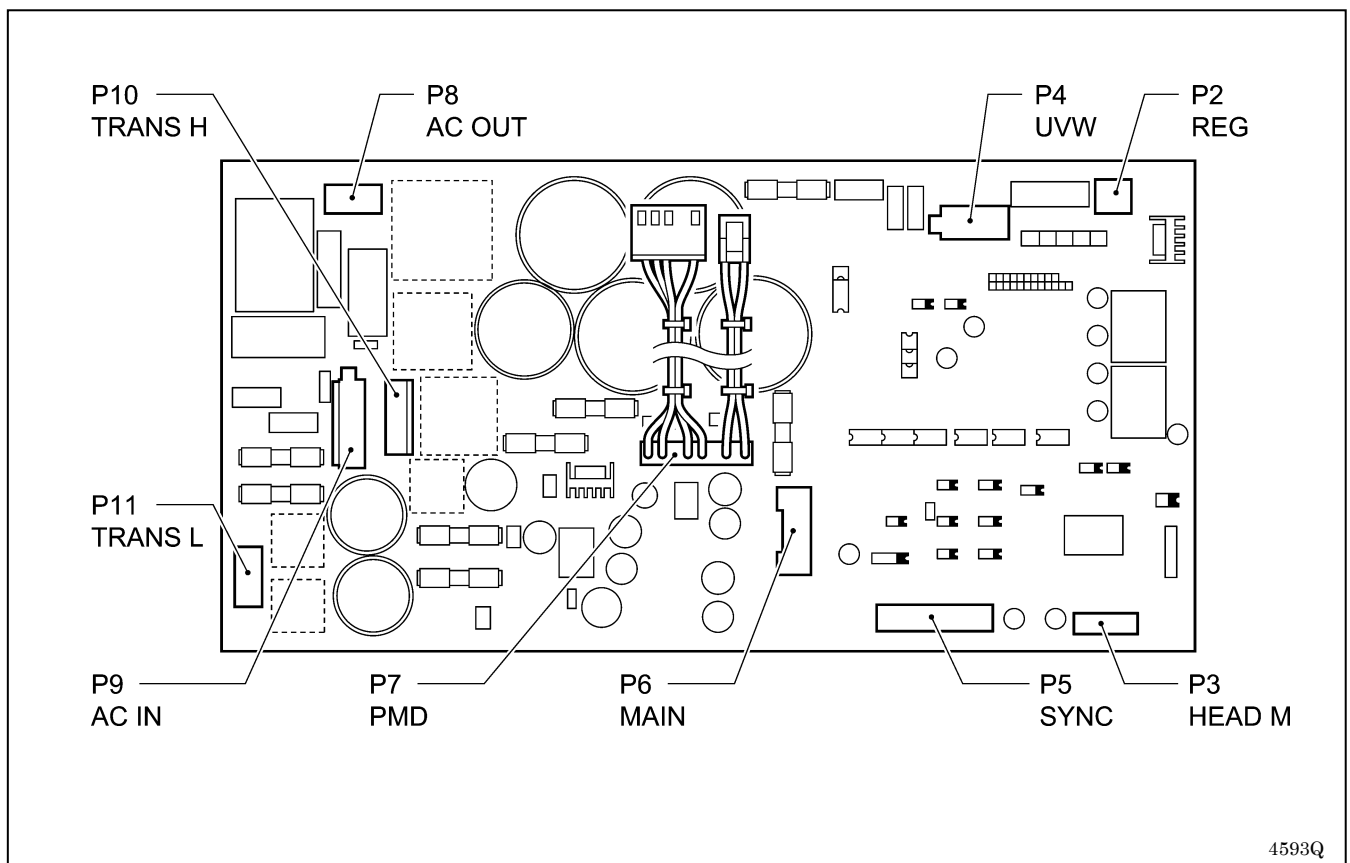 P10
TRANS H
P8
AC OUT
P4
UVW
P2
REG
P11
TRANS L
P9
AC IN
P7
PMD
P6
MAIN
P5
SYNC
P3
HEAD M
4593Q